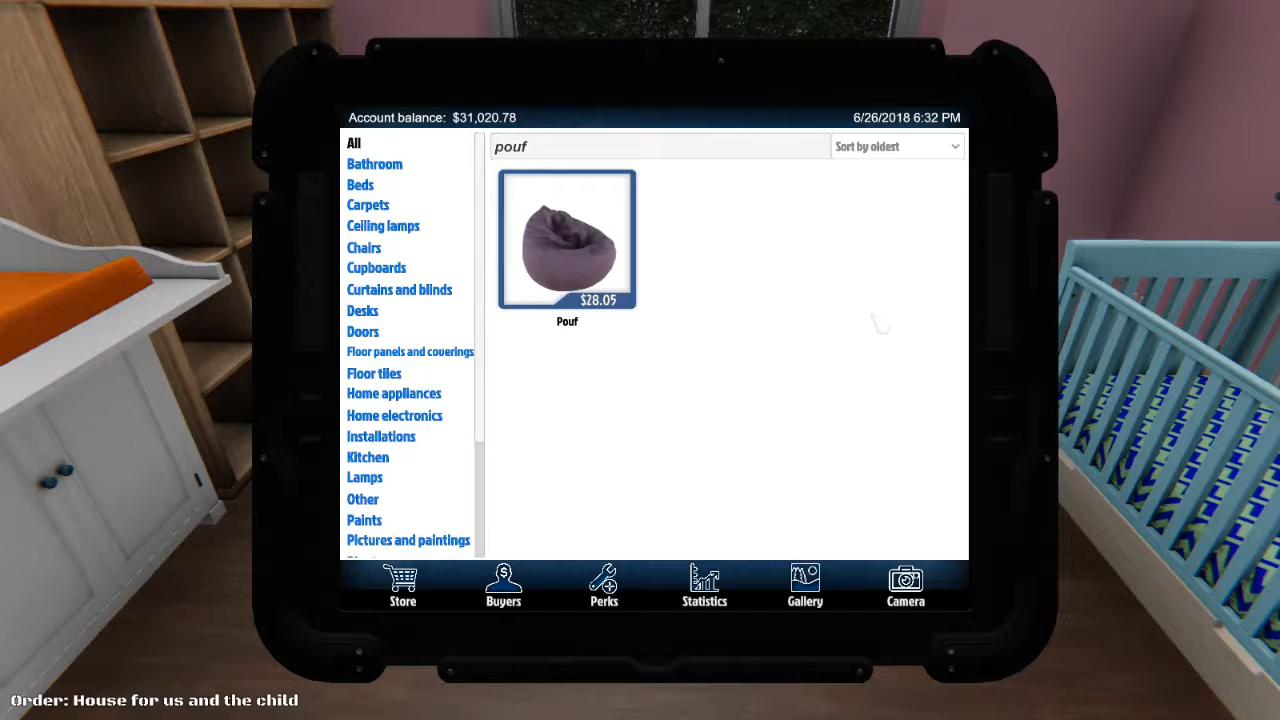 Account balance: $31,020.78
6/26/2018 6:32 PM
All
Bathroom
Beds
Carpets
Ceiling lamps
Chairs
Cupboards
Curtains and blinds
Desks
Doors
Floor panels and coverings
Floor tiles
Home appliances
Home electronics
Installations
Kitchen
Lamps
Other
Paints
Pictures and paintings
pouf
Sort by oldest
$28.05
Pouf
Store
Buyers
Perks
Statistics
Gallery
Camera
Order: House for us and the child